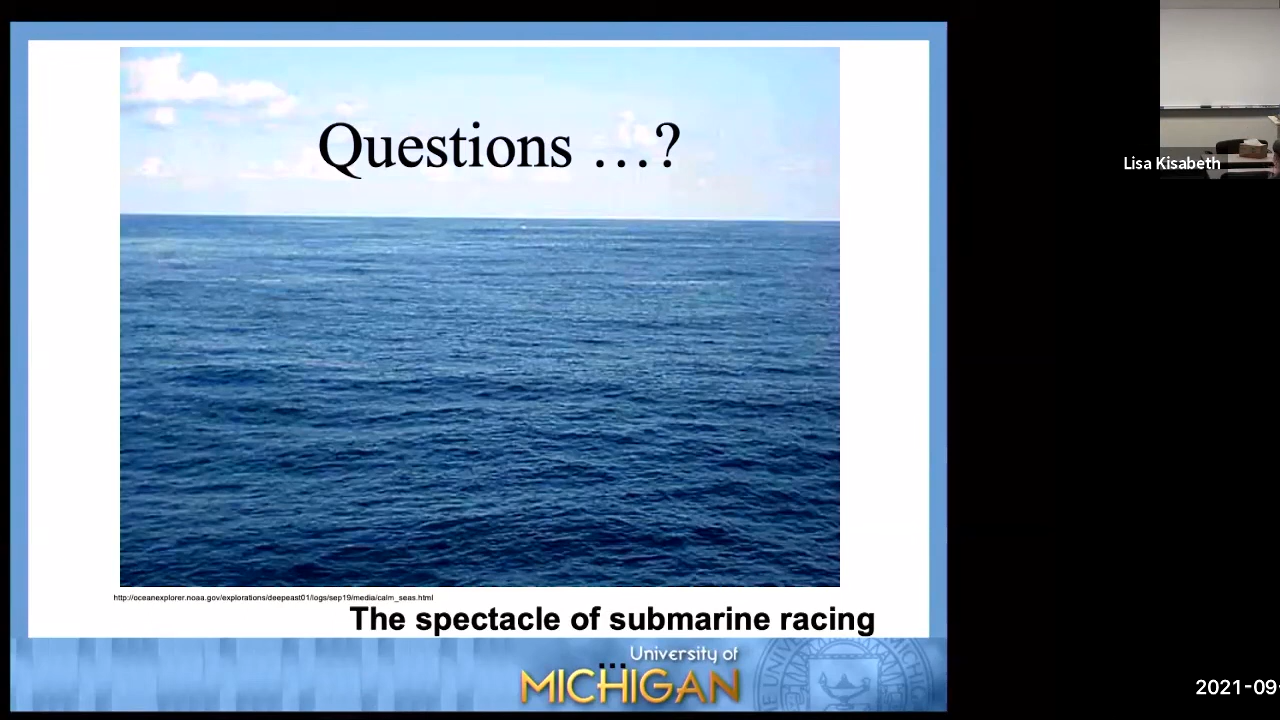 Questions …?
http://oceanexplorer.noaa.gov/explorations/deepeast01/logs/sep19/media/calm_seas.html
The spectacle of submarine racing
...
University of
MICHIGAN
Lisa Kisabeth
2021-09-